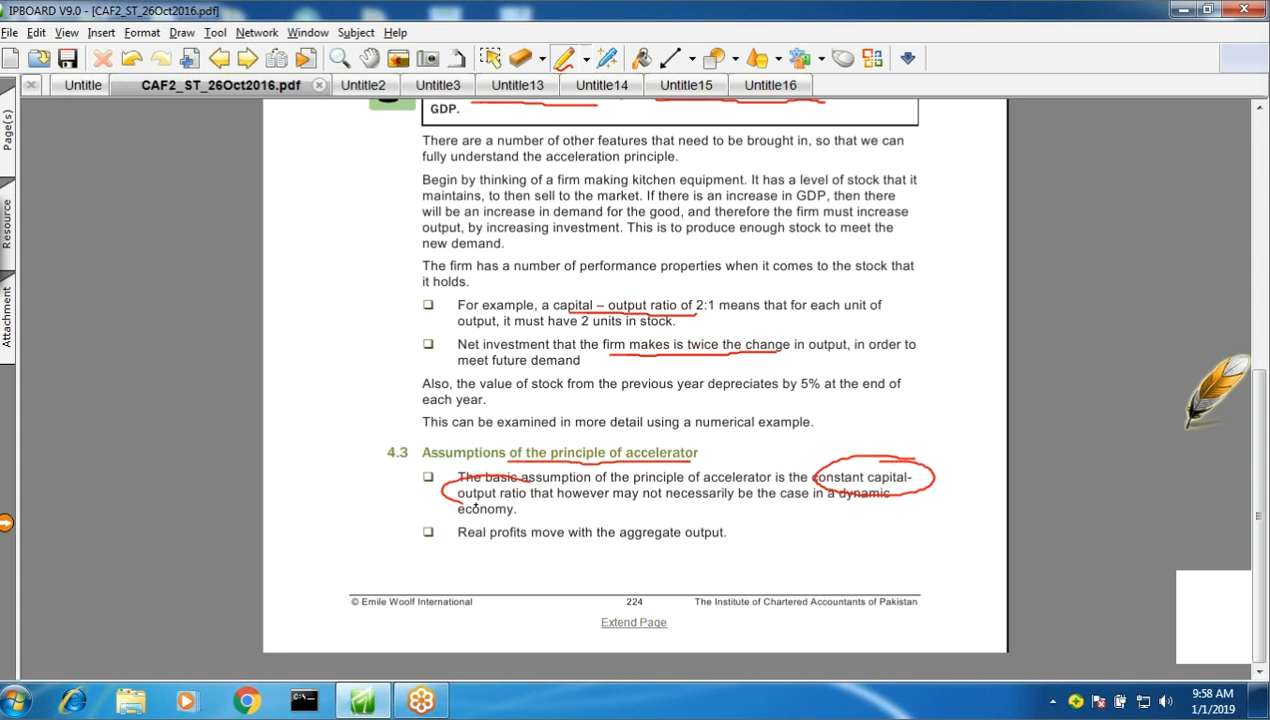 IPBOARD V9.0 - [CAF2_ST_26Oct2016.pdf]
File Edit View Insert Format Draw Tool Network Window Subject Help
Untitle CAF2_ST_26Oct2016.pdf Untitle2 Untitle3 Untitle13 Untitle14 Untitle15 Untitle16
Page(s)
Resource
Attachment
GDP.
There are a number of other features that need to be brought in, so that we can
fully understand the acceleration principle.
Begin by thinking of a firm making kitchen equipment. It has a level of stock that it
maintains, to then sell to the market. If there is an increase in GDP, then there
will be an increase in demand for the good, and therefore the firm must increase
output, by increasing investment. This is to produce enough stock to meet the
new demand.
The firm has a number of performance properties when it comes to the stock that
it holds.
❑ For example, a capital – output ratio of 2:1 means that for each unit of
output, it must have 2 units in stock.
❑ Net investment that the firm makes is twice the change in output, in order to
meet future demand
Also, the value of stock from the previous year depreciates by 5% at the end of
each year.
This can be examined in more detail using a numerical example.
4.3 Assumptions of the principle of accelerator
❑ The basic assumption of the principle of accelerator is the constant capital-
output ratio that however may not necessarily be the case in a dynamic
economy.
❑ Real profits move with the aggregate output.
© Emile Woolf International 224 The Institute of Chartered Accountants of Pakistan
Extend Page
9:58 AM
1/1/2019